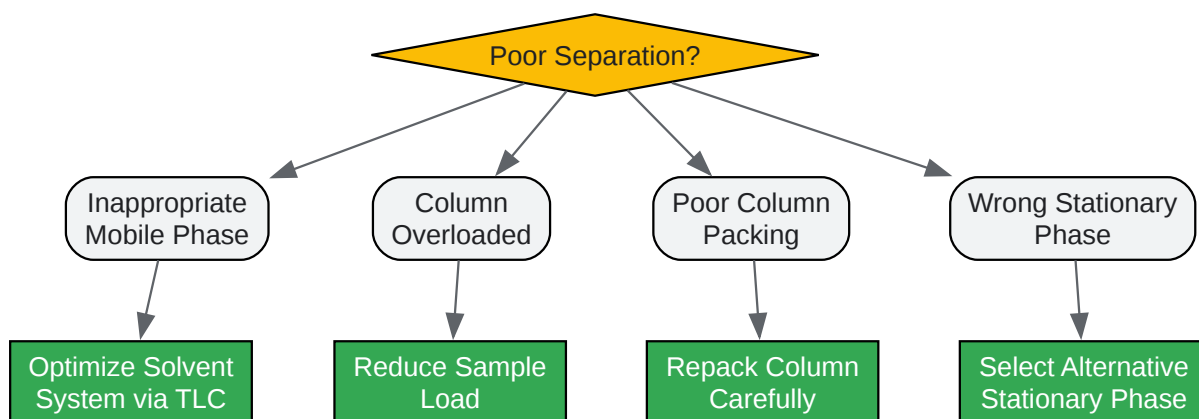 Poor Separation?
Inappropriate
Mobile Phase
Column
Overloaded
Poor Column
Packing
Wrong Stationary
Phase
Optimize Solvent
System via TLC
Reduce Sample
Load
Repack Column
Carefully
Select Alternative
Stationary Phase